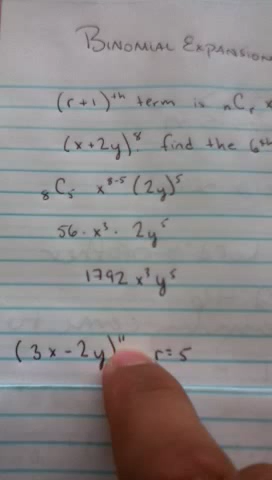 BINOMIAL EXPANSION
(r+1)ᵗʰ term is ₙCᵣ x
(x+2y)⁸ find the 6ᵗʰ
₈C₅ x⁸⁻⁵ (2y)⁵
56 · x³ · 2y⁵
1792 x³y⁵
(3x-2y)¹¹ r=5